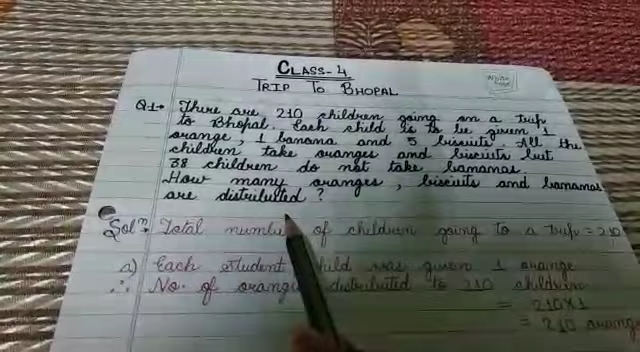 CLASS-4
TRIP TO BHOPAL
Q.1→ There are 210 children going on a trip
to Bhopal. Each child is to be given 1
orange, 1 banana and 5 biscuits. All the
children take oranges and biscuits but
38 children do not take bananas.
How many oranges, biscuits and bananas
are distributed ?
Solⁿ→ Total number of children going to a trip = 210
a) Each student child was given 1 orange
∴ No. of oranges distributed to 210 children
= 210×1
= 210 orange